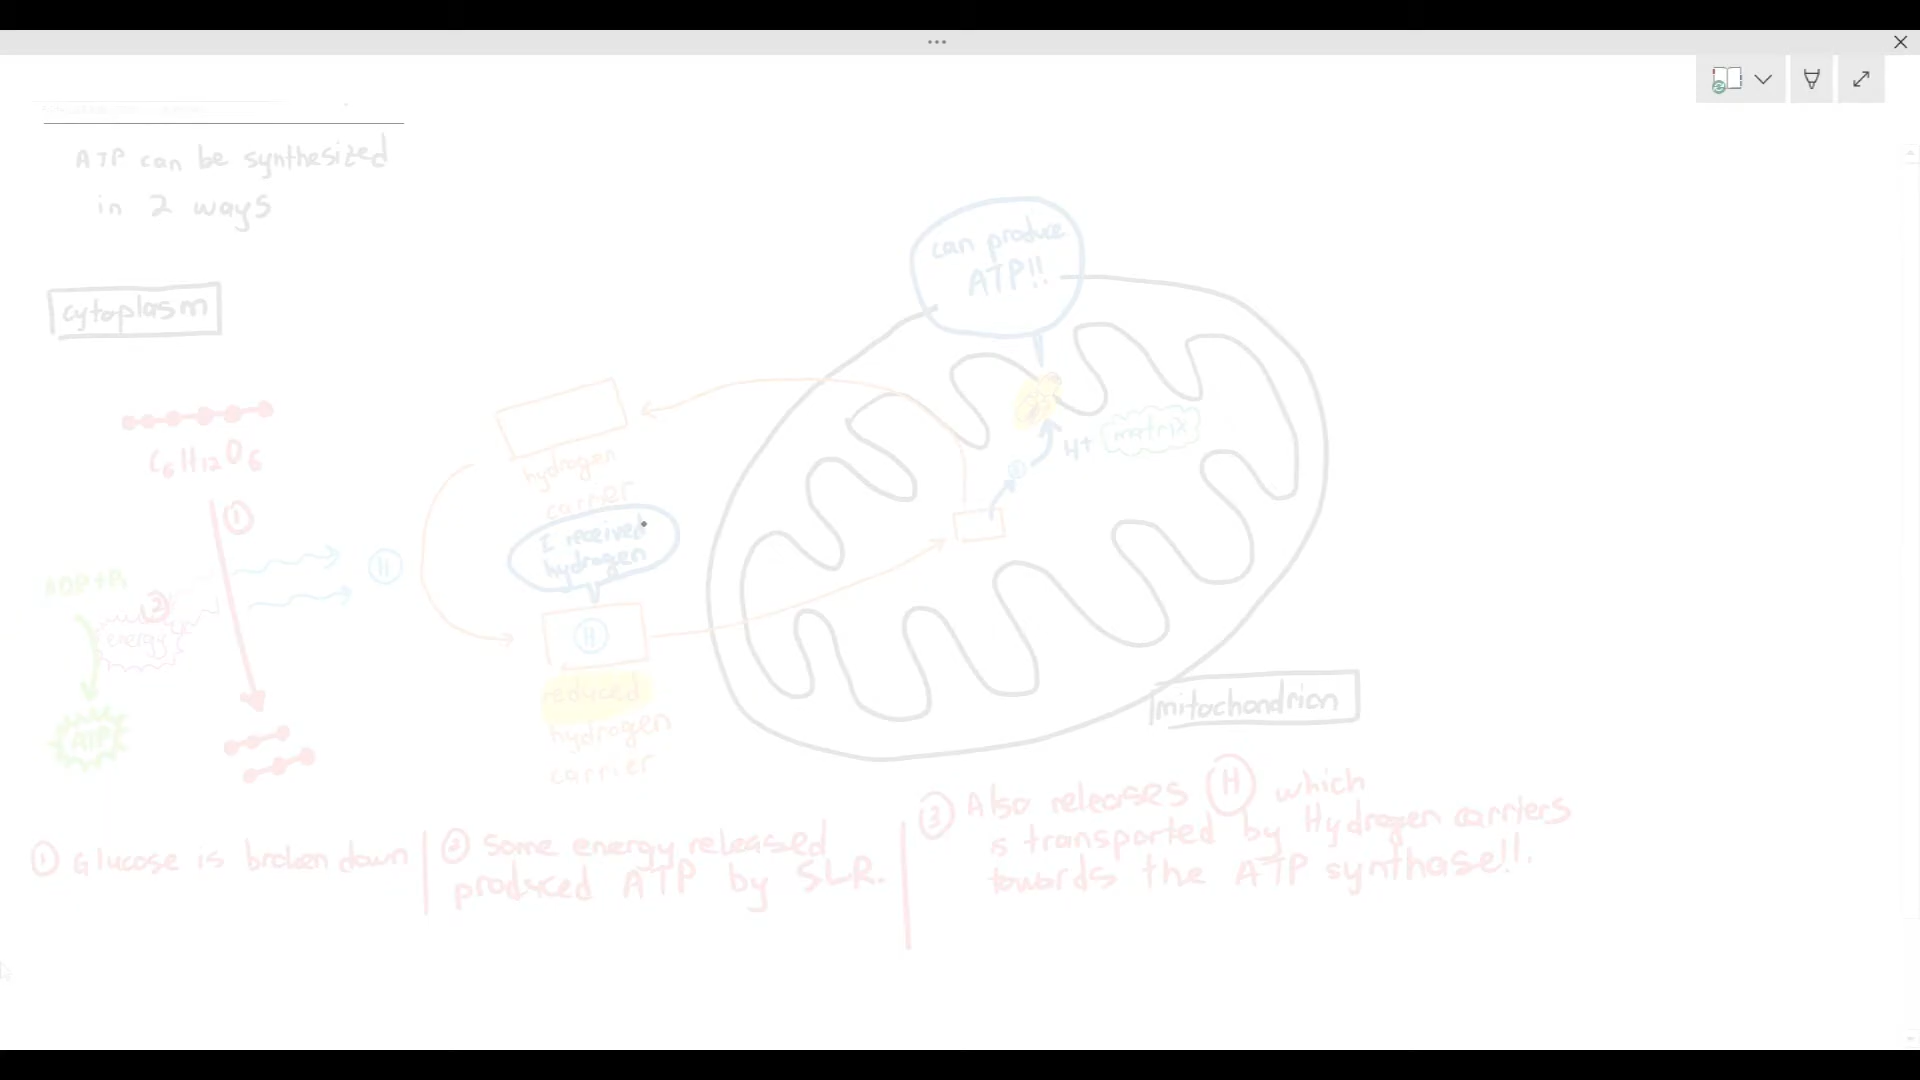 ATP can be synthesized
in 2 ways
cytoplasm
can produce
ATP!!
C6H12O6
1
H
hydrogen
carrier
I received
hydrogen
H+
matrix
ADP+Pi
2
energy
ATP
H
reduced
hydrogen
carrier
mitochondrion
1 Glucose is broken down
2 Some energy released
produced ATP by SLR.
3 Also releases H which
is transported by Hydrogen carriers
towards the ATP synthase!!.